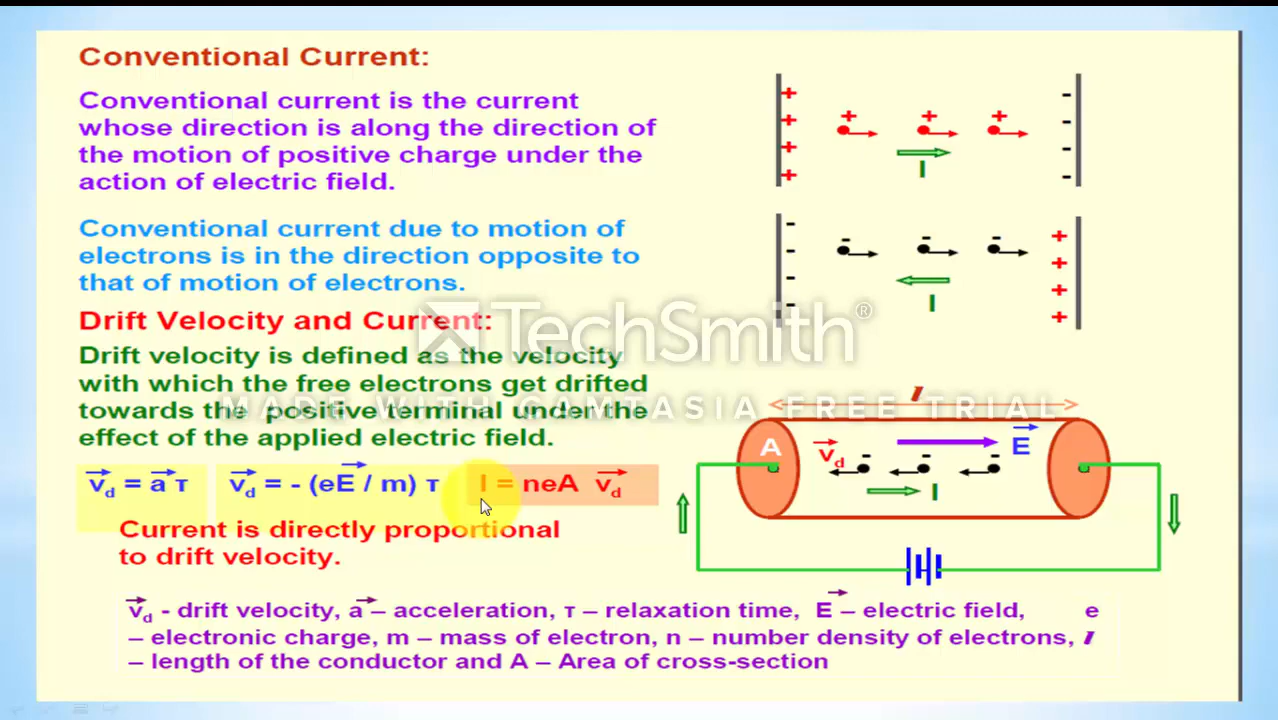 Conventional Current:
Conventional current is the current
whose direction is along the direction of
the motion of positive charge under the
action of electric field.
Conventional current due to motion of
electrons is in the direction opposite to
that of motion of electrons.
Drift Velocity and Current:
Drift velocity is defined as the velocity
with which the free electrons get drifted
towards the positive terminal under the
effect of the applied electric field.
v⃗d = a⃗ τ
v⃗d = - (eE⃗ / m) τ
I = neA v⃗d
Current is directly proportional
to drift velocity.
+ + + + -
+ + + -
+ -
+ I -
- - - - +
- +
- I +
- +
TechSmith®
MADE WITH CAMTASIA FREE TRIAL
l
A v⃗d E⃗
- - -
I
v⃗d - drift velocity, a⃗ – acceleration, τ – relaxation time, E⃗ – electric field, e
– electronic charge, m – mass of electron, n – number density of electrons, l
– length of the conductor and A – Area of cross-section